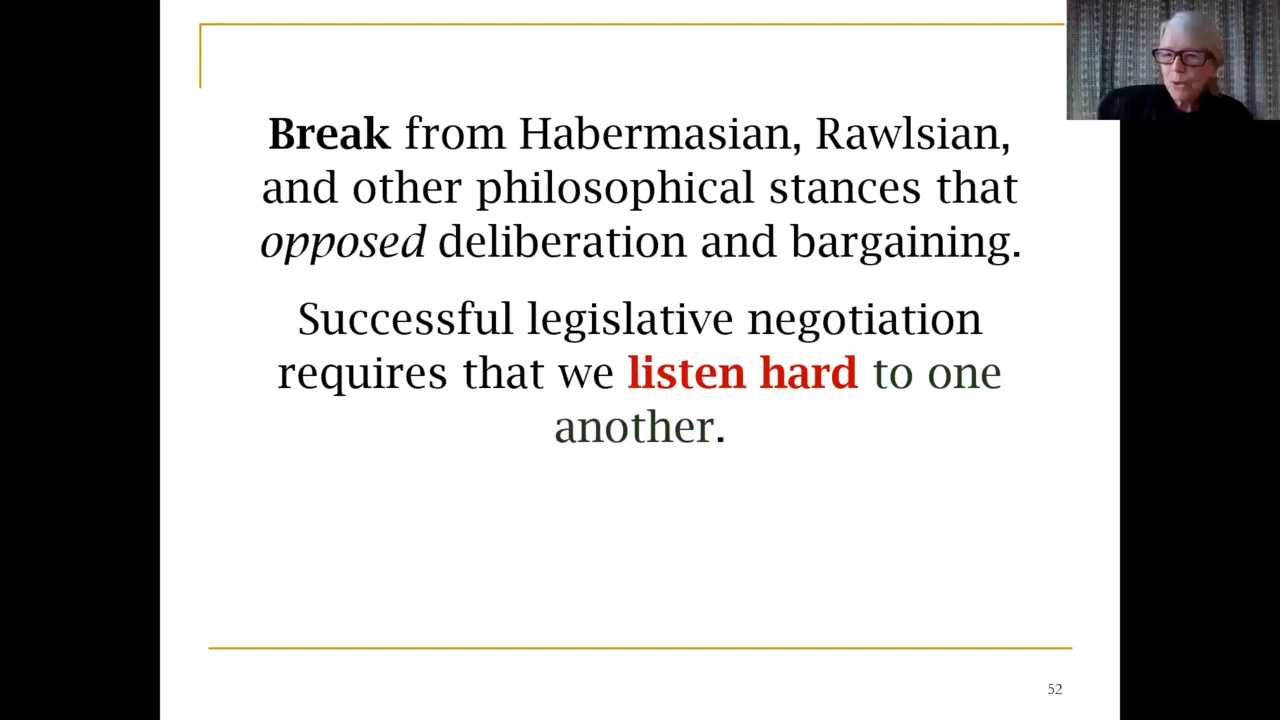 Break from Habermasian, Rawlsian,
and other philosophical stances that
opposed deliberation and bargaining.
Successful legislative negotiation
requires that we listen hard to one
another.
52